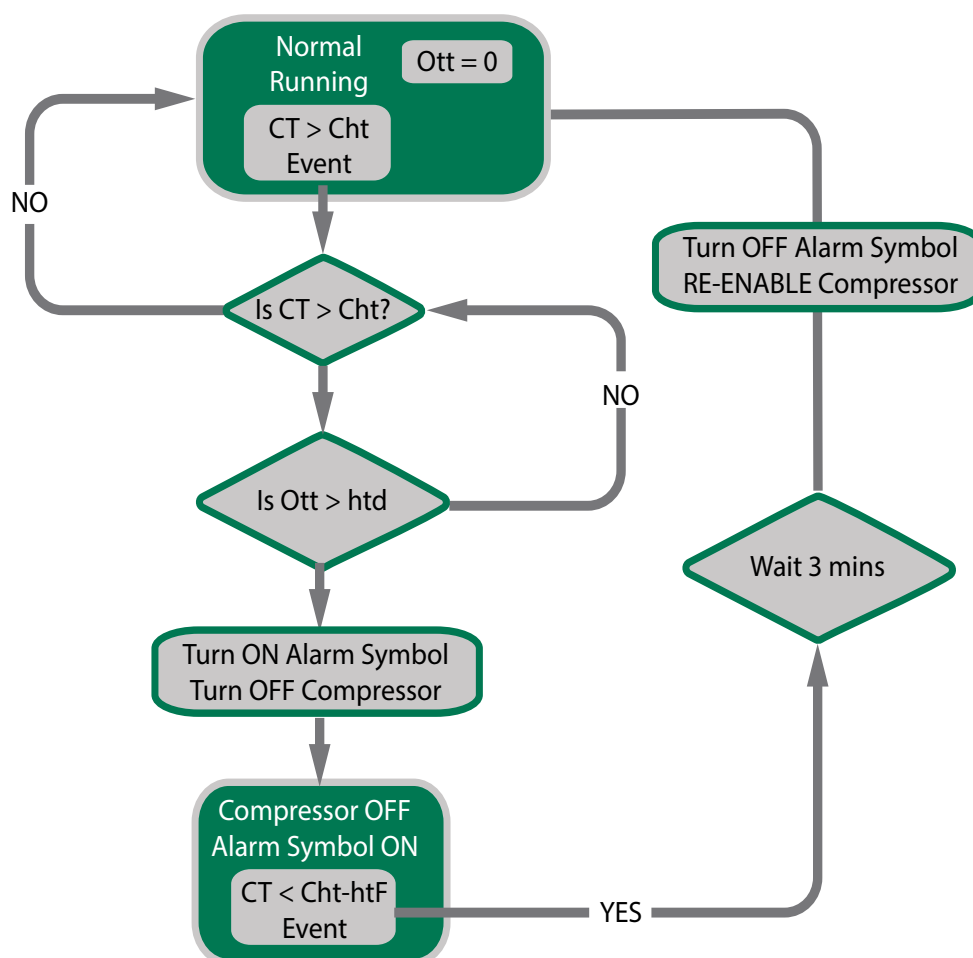 Normal
Running
Ott = 0
CT > Cht
Event
NO
Is CT > Cht?
NO
Is Ott > htd
Turn ON Alarm Symbol
Turn OFF Compressor
Compressor OFF
Alarm Symbol ON
CT < Cht-htF
Event
YES
Wait 3 mins
Turn OFF Alarm Symbol
RE-ENABLE Compressor